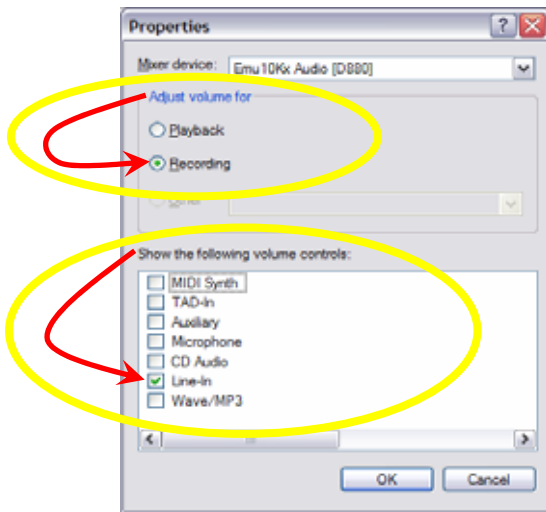 Properties
Mixer device: Emu10Kx Audio [D880]
Adjust volume for
Playback
Recording
Other
Show the following volume controls:
MIDI Synth
TAD-In
Auxiliary
Microphone
CD Audio
Line-In
Wave/MP3
OK Cancel